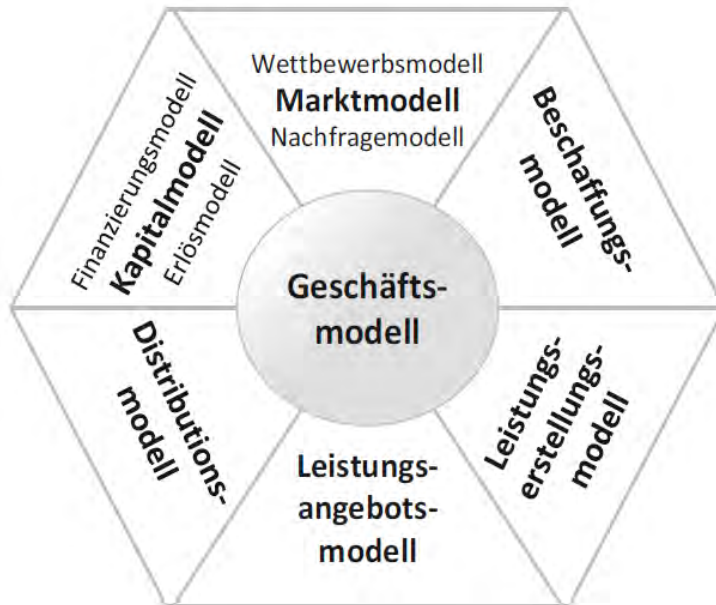 Wettbewerbsmodell
Marktmodell
Nachfragemodell
Beschaffungs-
modell
Leistungs-
erstellungs-
modell
Leistungs-
angebots-
modell
Distributions-
modell
Finanzierungsmodell
Kapitalmodell
Erlösmodell
Geschäfts-
modell